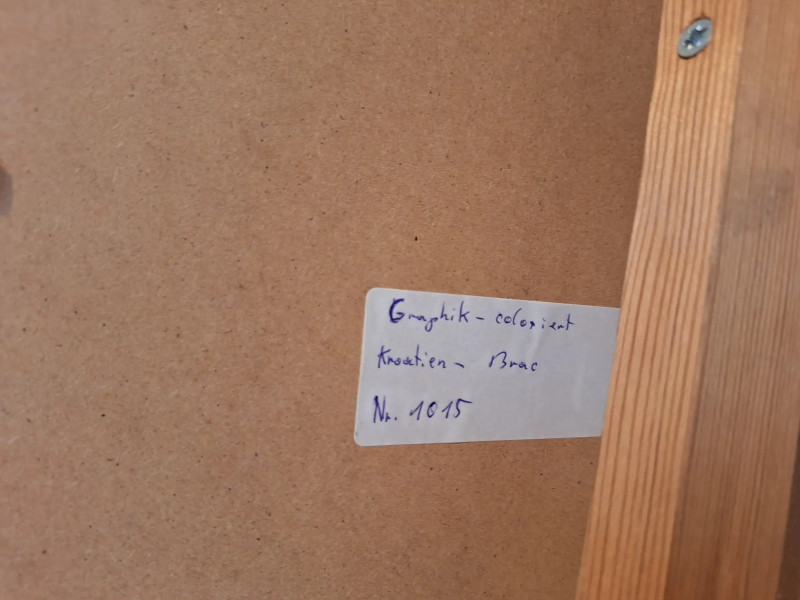 Graphik - coloriert
Kroatien - Brac
Nr. 1015